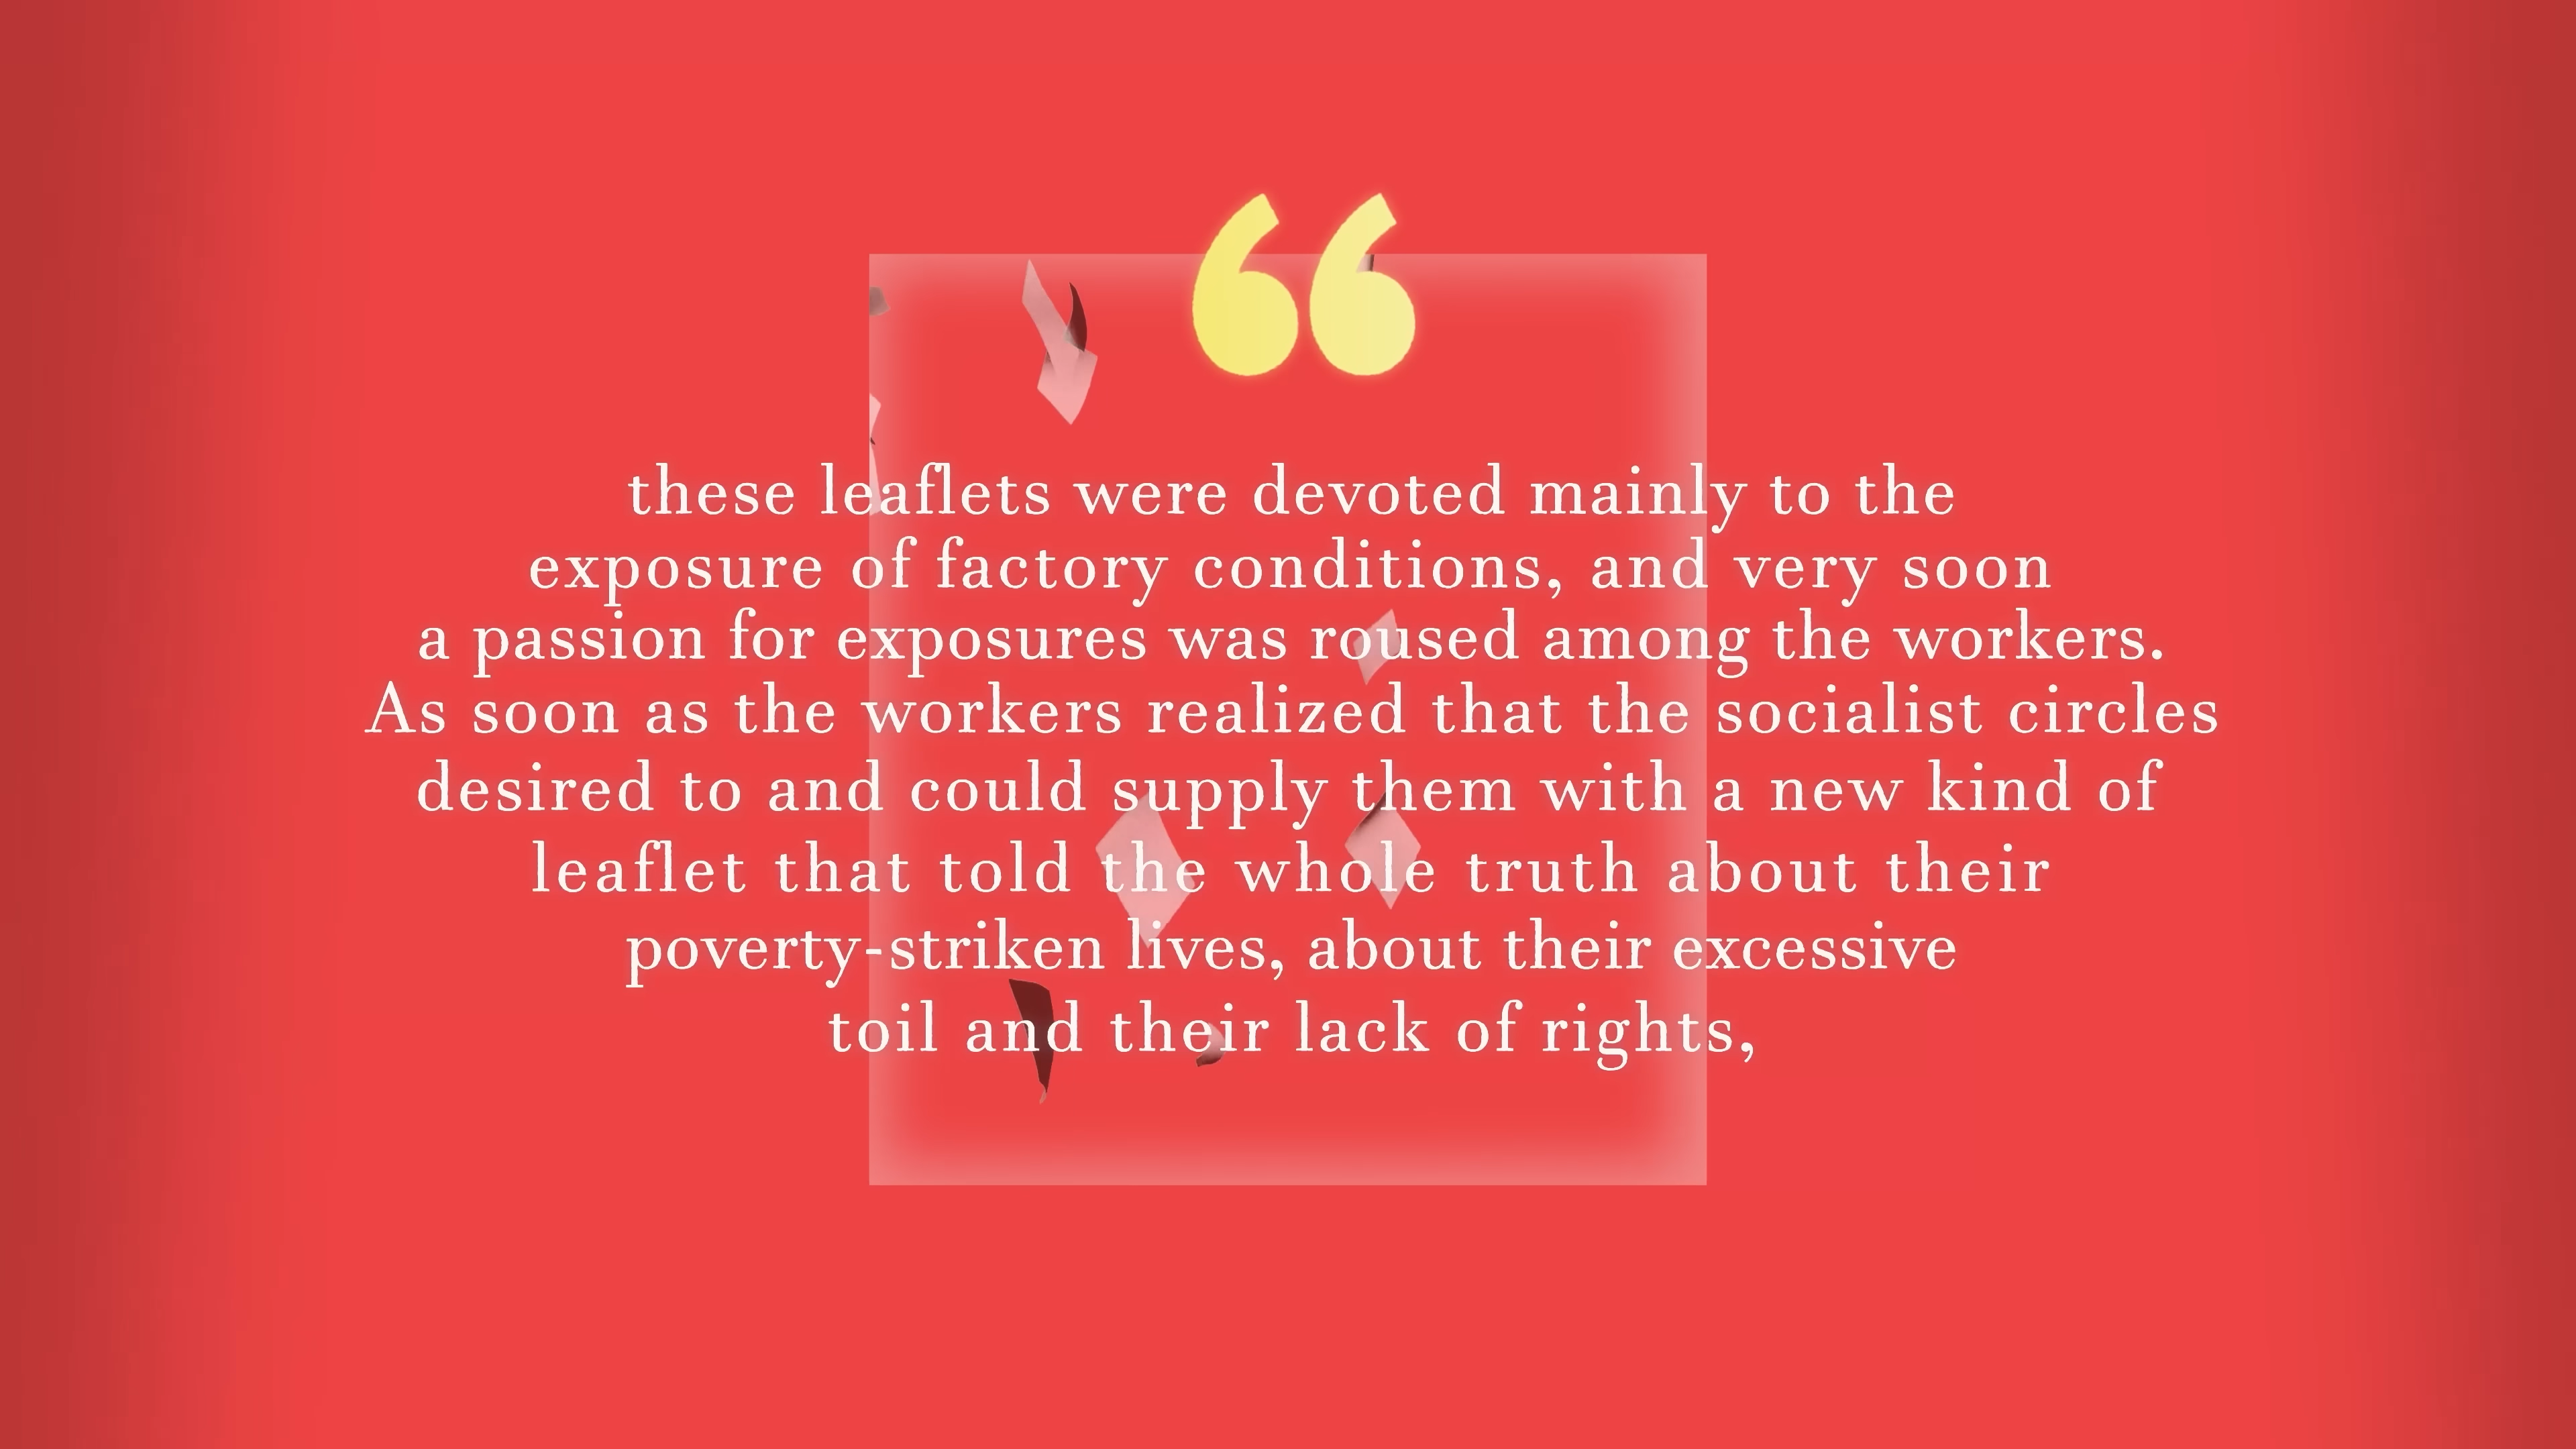 “
these leaflets were devoted mainly to the
exposure of factory conditions, and very soon
a passion for exposures was roused among the workers.
As soon as the workers realized that the socialist circles
desired to and could supply them with a new kind of
leaflet that told the whole truth about their
poverty-striken lives, about their excessive
toil and their lack of rights,